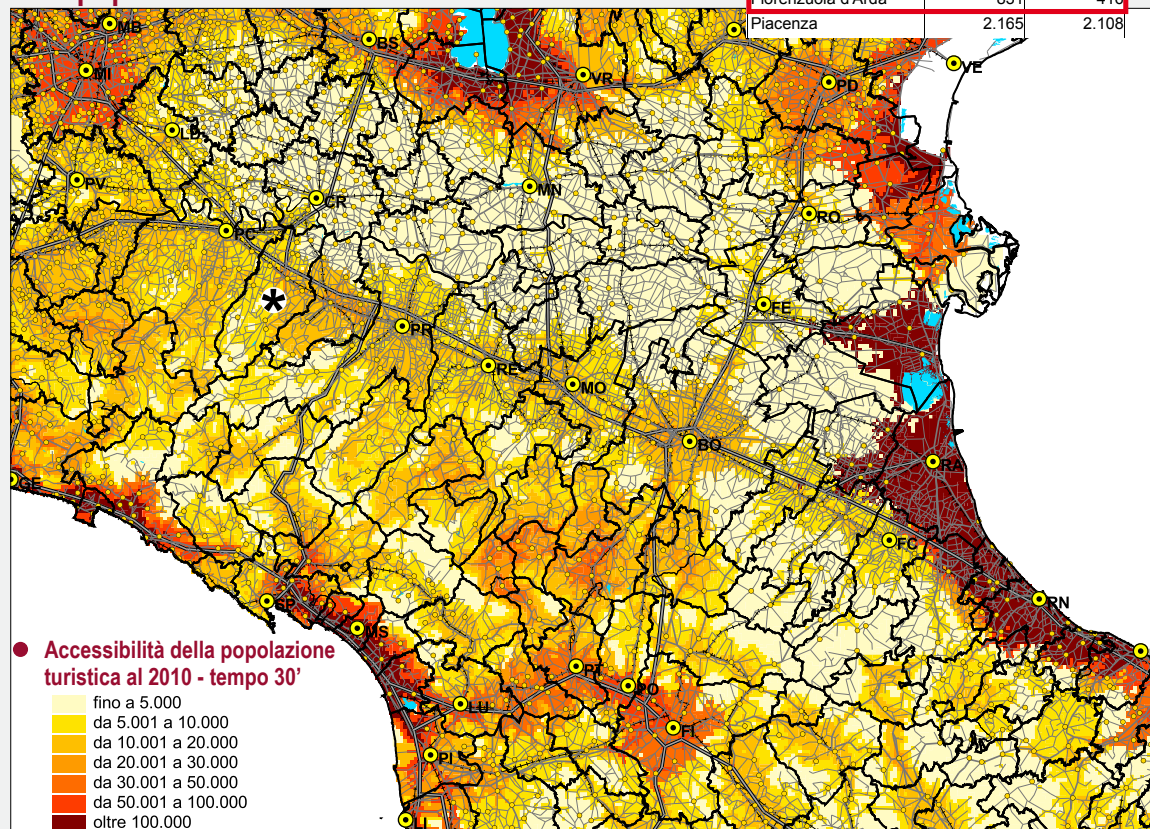 Piacenza 2.165 2.108
MB
BS
MI
VR
VE
PD
PV
MN
CR
RO
PC
*
FE
PR
RE
MO
BO
RA
GE
FC
RN
SP
MS
● Accessibilità della popolazione
turistica al 2010 - tempo 30’
PT
PO
fino a 5.000
LU
da 5.001 a 10.000
FI
da 10.001 a 20.000
PI
da 20.001 a 30.000
da 30.001 a 50.000
da 50.001 a 100.000
oltre 100.000